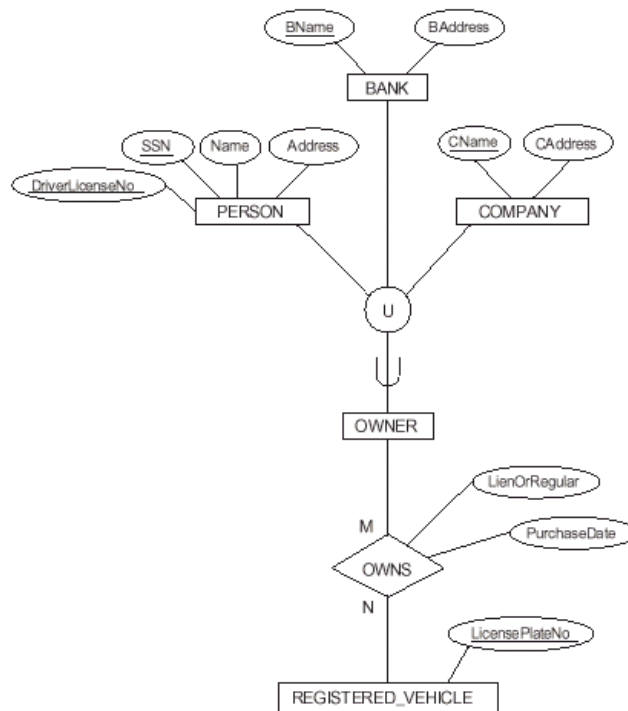 BName
BAddress
BANK
SSN
Name
Address
CName
CAddress
DriverLicenseNo
PERSON
COMPANY
U
OWNER
LienOrRegular
M
PurchaseDate
OWNS
N
LicensePlateNo
REGISTERED_VEHICLE